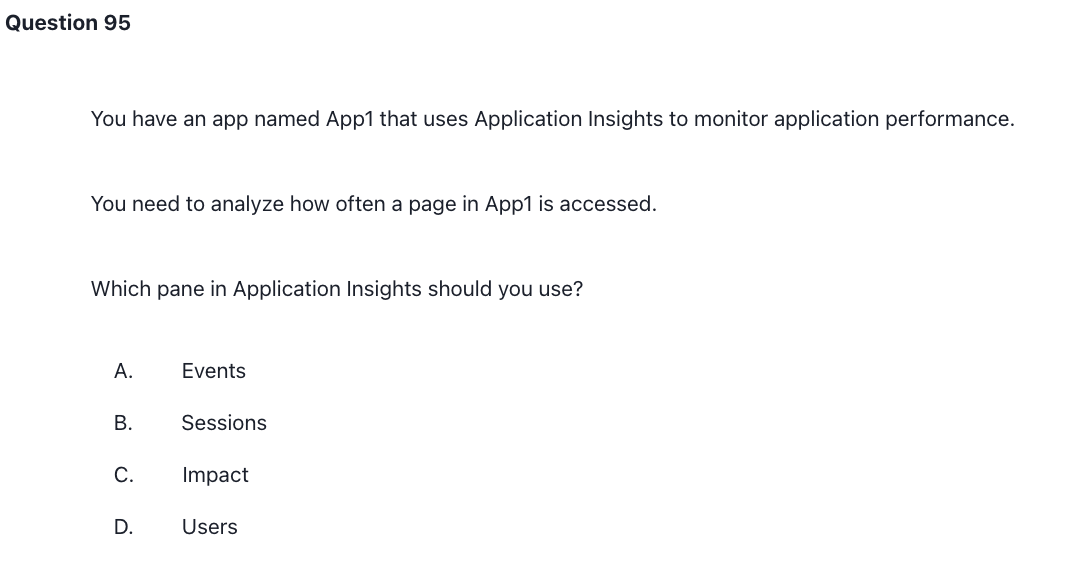 Question 95
You have an app named App1 that uses Application Insights to monitor application performance.
You need to analyze how often a page in App1 is accessed.
Which pane in Application Insights should you use?
A. Events
B. Sessions
C. Impact
D. Users